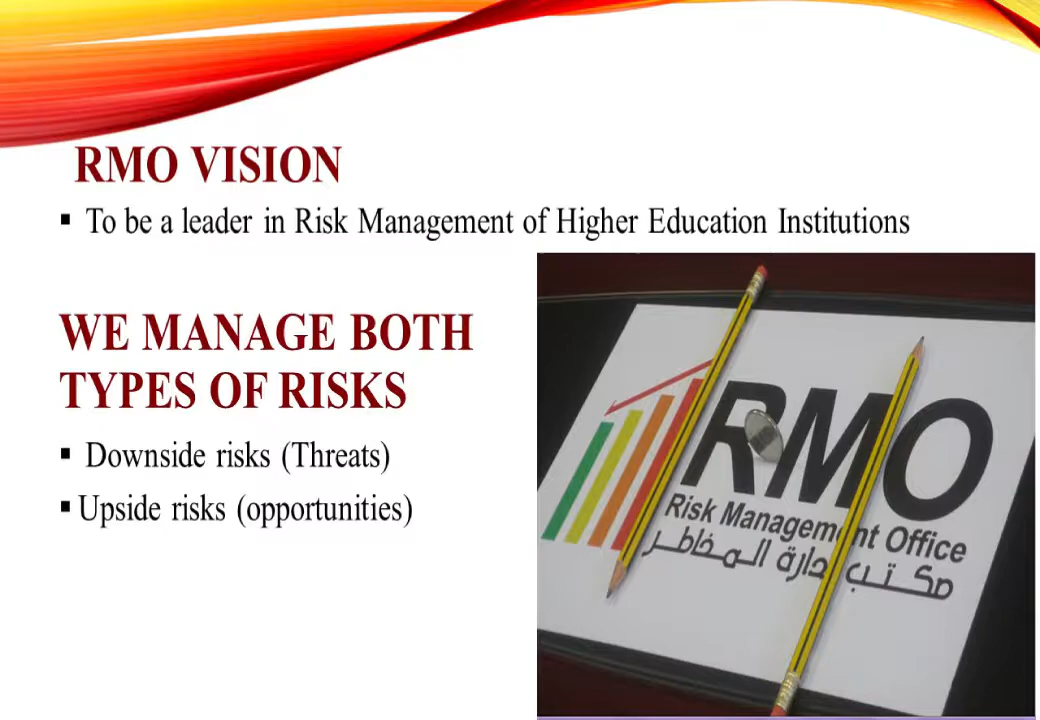 RMO VISION
▪ To be a leader in Risk Management of Higher Education Institutions
WE MANAGE BOTH
TYPES OF RISKS
▪ Downside risks (Threats)
▪ Upside risks (opportunities)
RMO
Risk Management Office
مكتب إدارة المخاطر